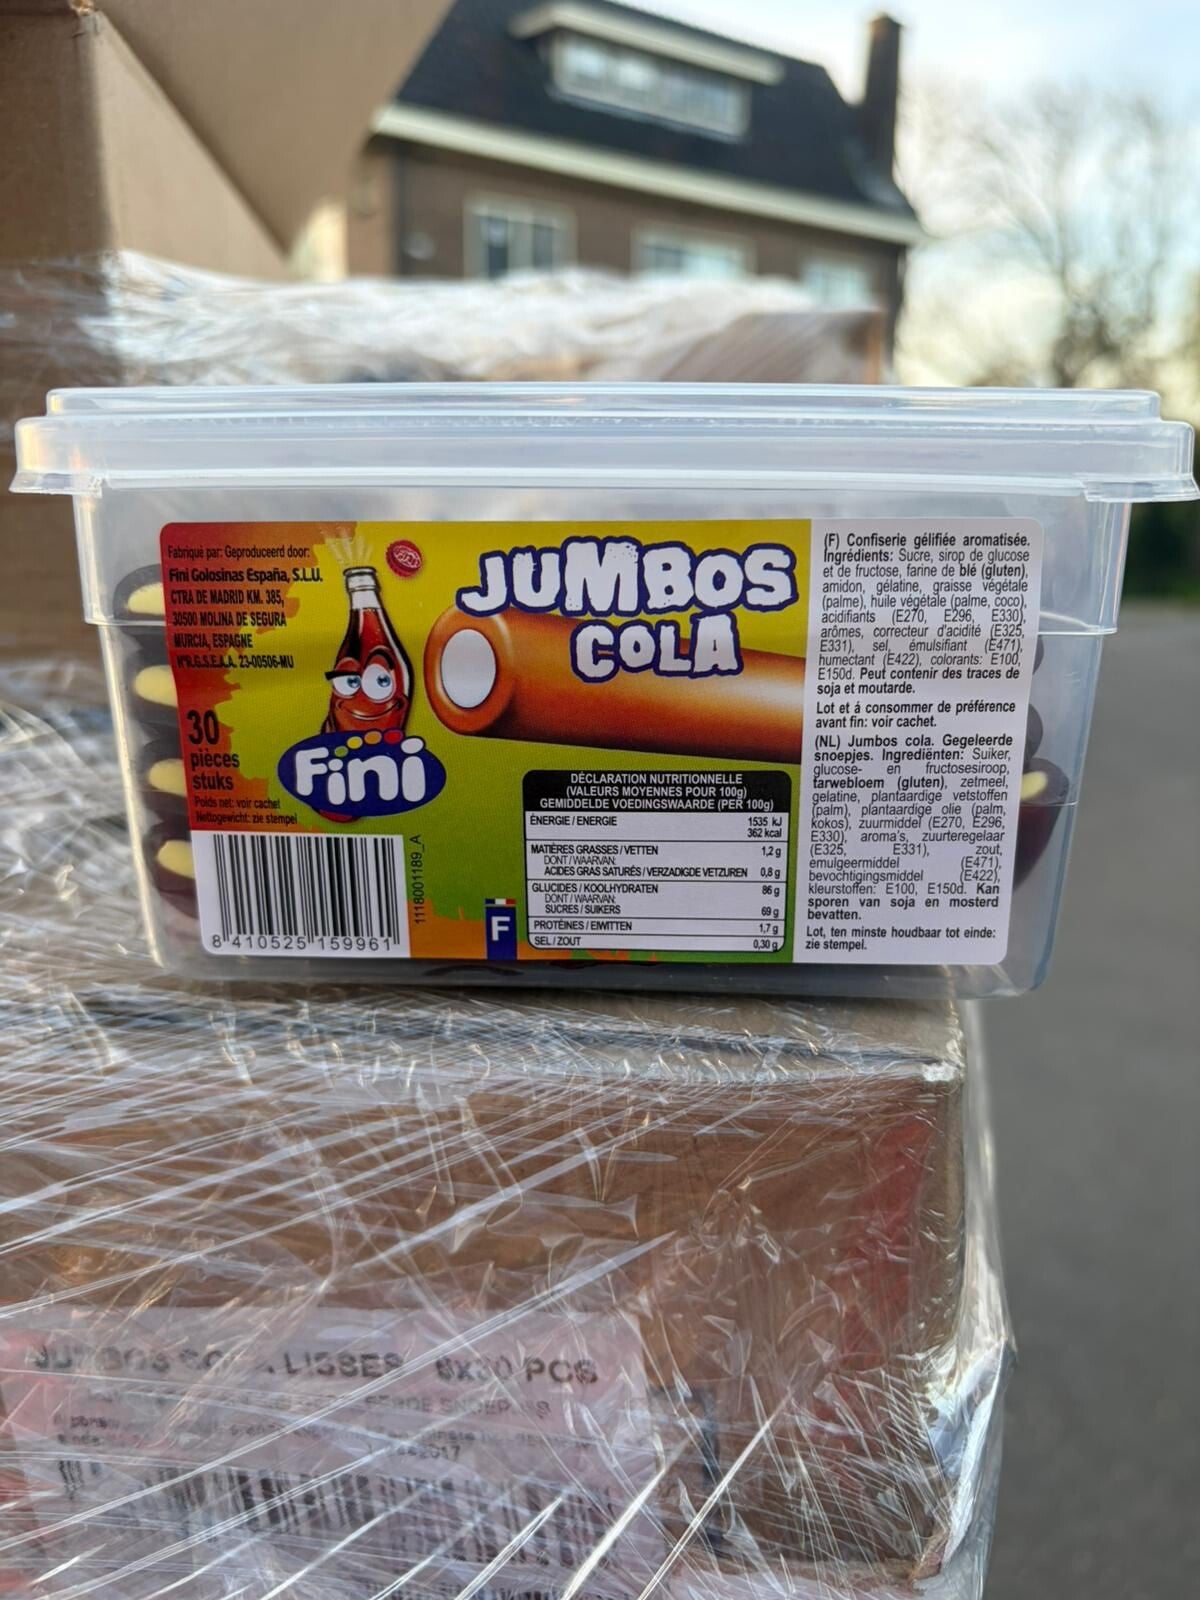 Fabriqué par: Geproduceerd door:
Fini Golosinas España, S.L.U.
CTRA DE MADRID KM. 385,
30500 MOLINA DE SEGURA
MURCIA, ESPAGNE
NºR.G.S.E.A.A. 23-00506-MU
30
pièces
stuks
Poids net: voir cachet
Nettogewicht: zie stempel
8 410525 159961
1118001189_A
Fini
JUMBOS
COLA
F
DÉCLARATION NUTRITIONNELLE
(VALEURS MOYENNES POUR 100g)
GEMIDDELDE VOEDINGSWAARDE (PER 100g)
ÉNERGIE / ENERGIE 1535 kJ
362 kcal
MATIÈRES GRASSES / VETTEN 1,2 g
DONT / WAARVAN:
ACIDES GRAS SATURÉS / VERZADIGDE VETZUREN 0,8 g
GLUCIDES / KOOLHYDRATEN 86 g
DONT / WAARVAN:
SUCRES / SUIKERS 69 g
PROTÉINES / EIWITTEN 1,7 g
SEL / ZOUT 0,30 g
(F) Confiserie gélifiée aromatisée.
Ingrédients: Sucre, sirop de glucose
et de fructose, farine de blé (gluten),
amidon, gélatine, graisse végétale
(palme), huile végétale (palme, coco),
acidifiants (E270, E296, E330),
arômes, correcteur d'acidité (E325,
E331), sel, émulsifiant (E471),
humectant (E422), colorants: E100,
E150d. Peut contenir des traces de
soja et moutarde.
Lot et á consommer de préférence
avant fin: voir cachet.
(NL) Jumbos cola. Gegeleerde
snoepjes. Ingrediënten: Suiker,
glucose- en fructosesiroop,
tarwebloem (gluten), zetmeel,
gelatine, plantaardige vetstoffen
(palm), plantaardige olie (palm,
kokos), zuurmiddel (E270, E296,
E330), aroma's, zuurteregelaar
(E325, E331), zout,
emulgeermiddel (E471),
bevochtigingsmiddel (E422),
kleurstoffen: E100, E150d. Kan
sporen van soja en mosterd
bevatten.
Lot, ten minste houdbaar tot einde:
zie stempel.
LISSES PCS